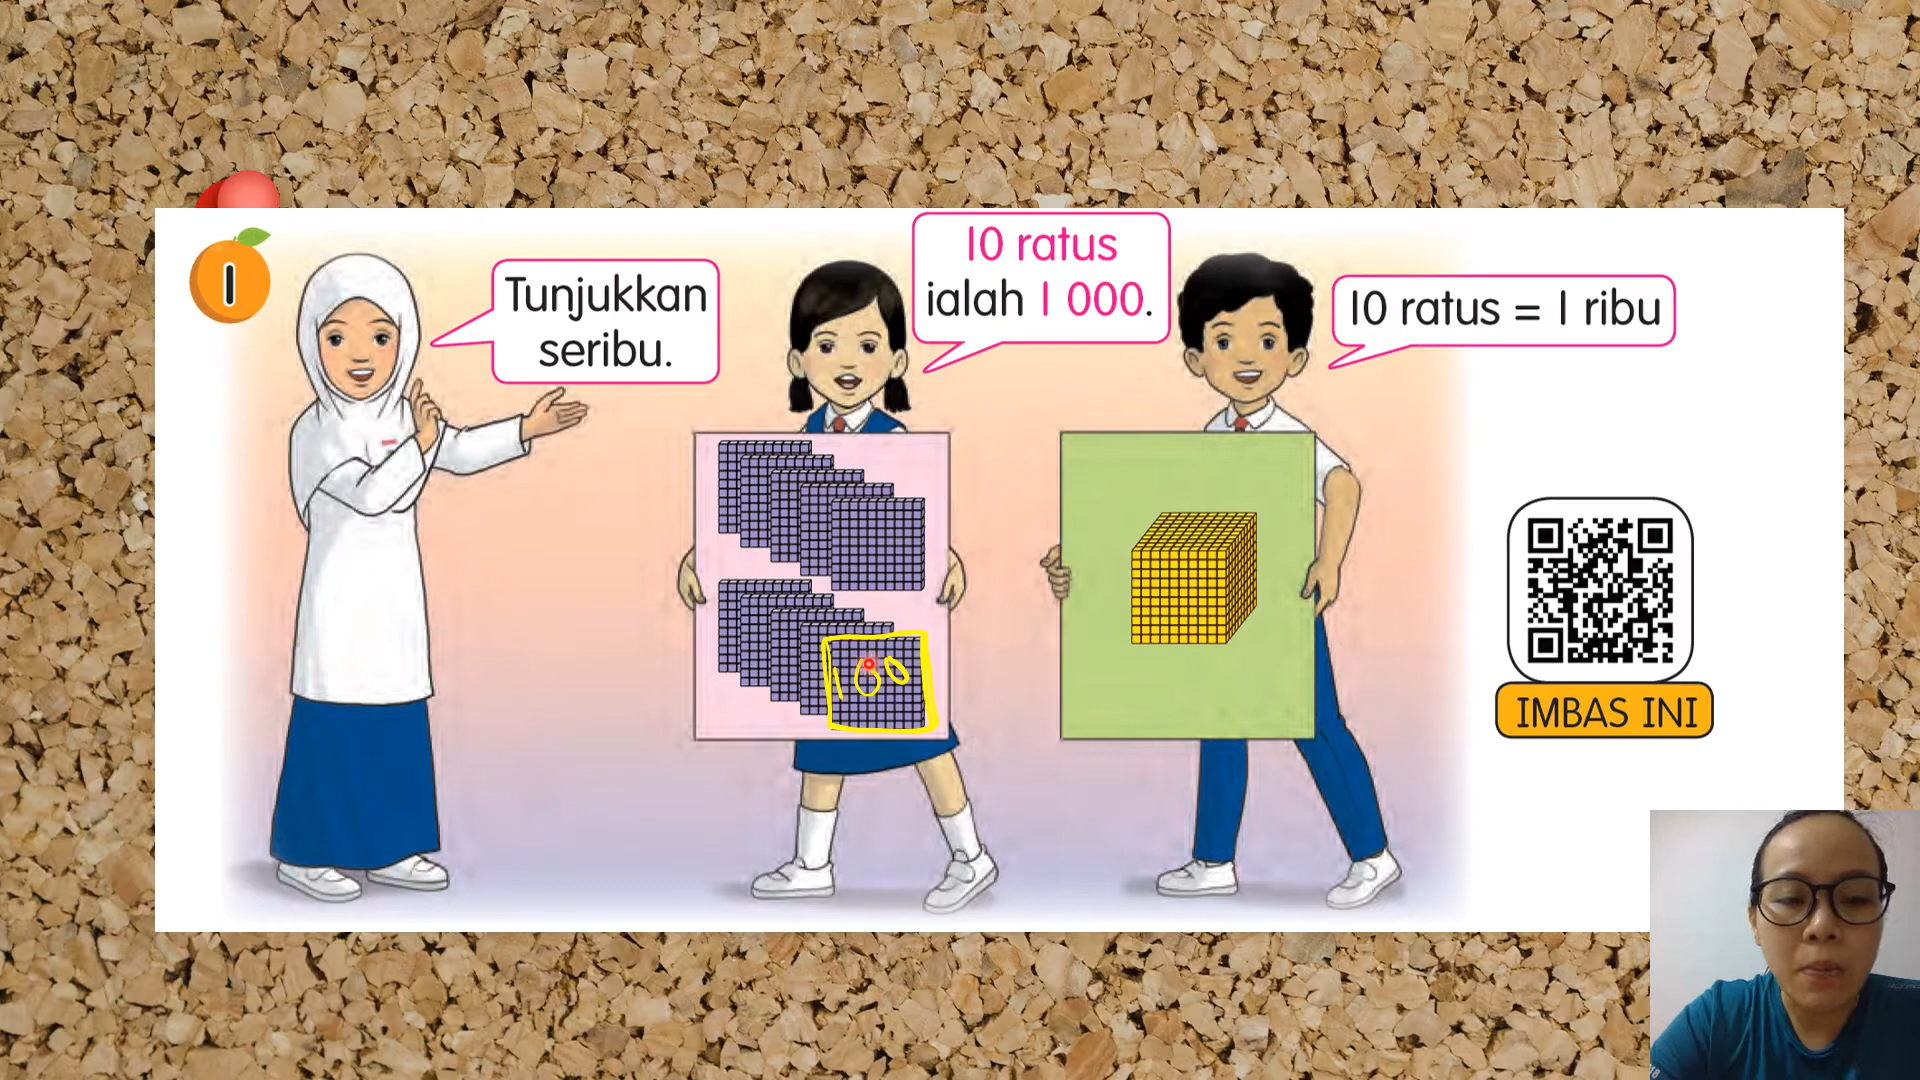 1
Tunjukkan
seribu.
10 ratus
ialah 1 000.
10 ratus = 1 ribu
100
IMBAS INI